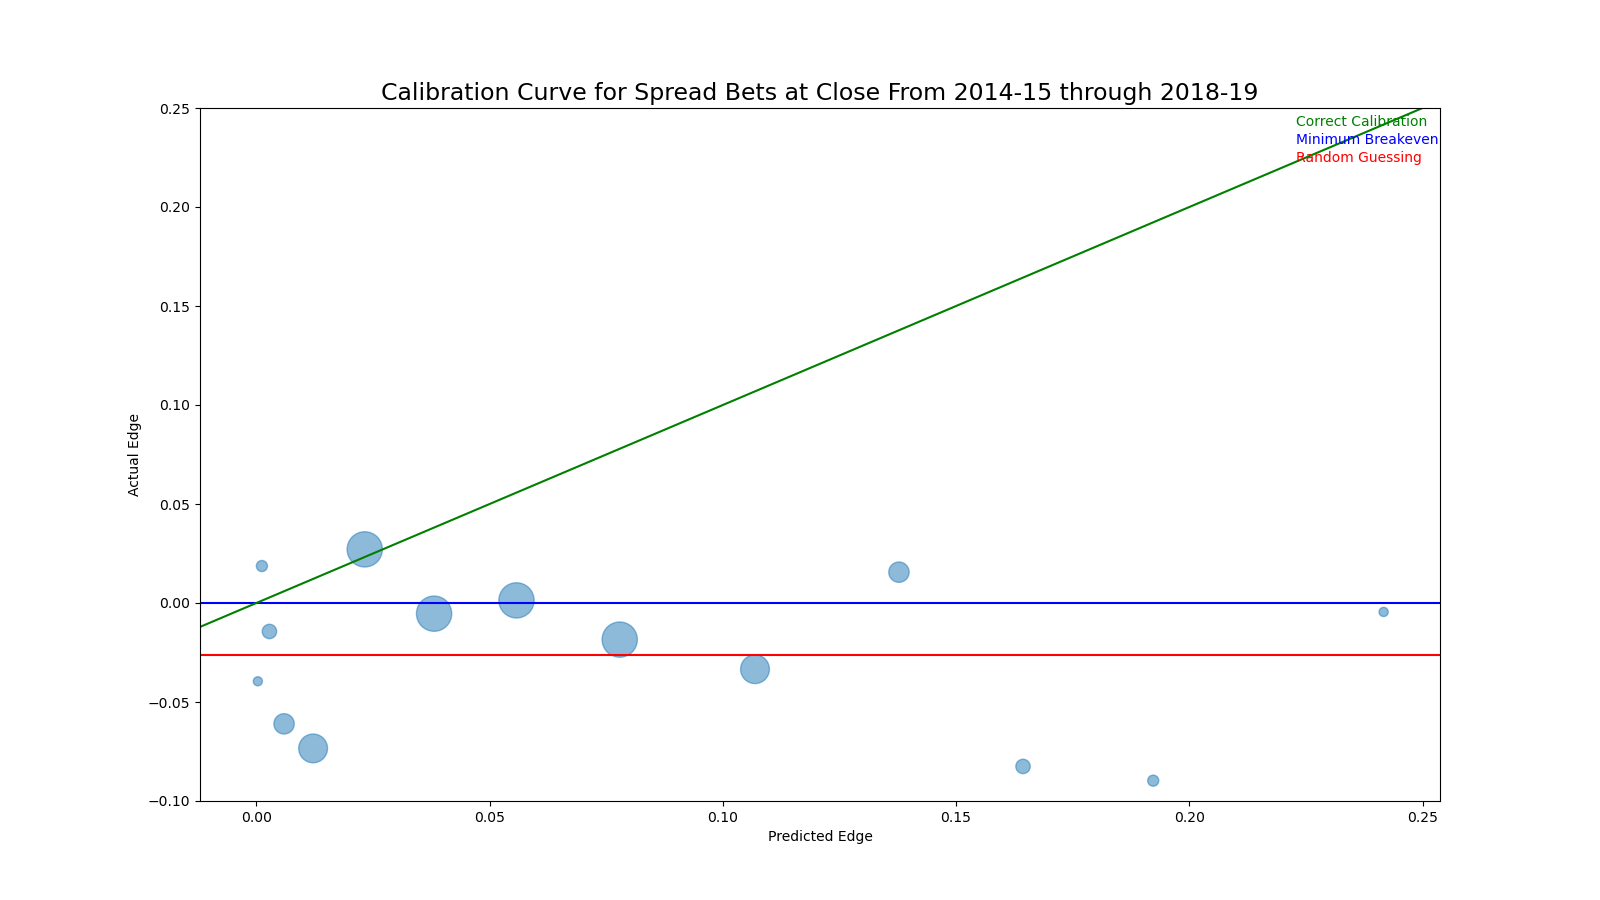 Calibration Curve for Spread Bets at Close From 2014-15 through 2018-19
Correct Calibration
Minimum Breakeven
Random Guessing
0.25
0.20
0.15
0.10
0.05
0.00
−0.05
−0.10
Actual Edge
0.00 0.05 0.10 0.15 0.20 0.25
Predicted Edge